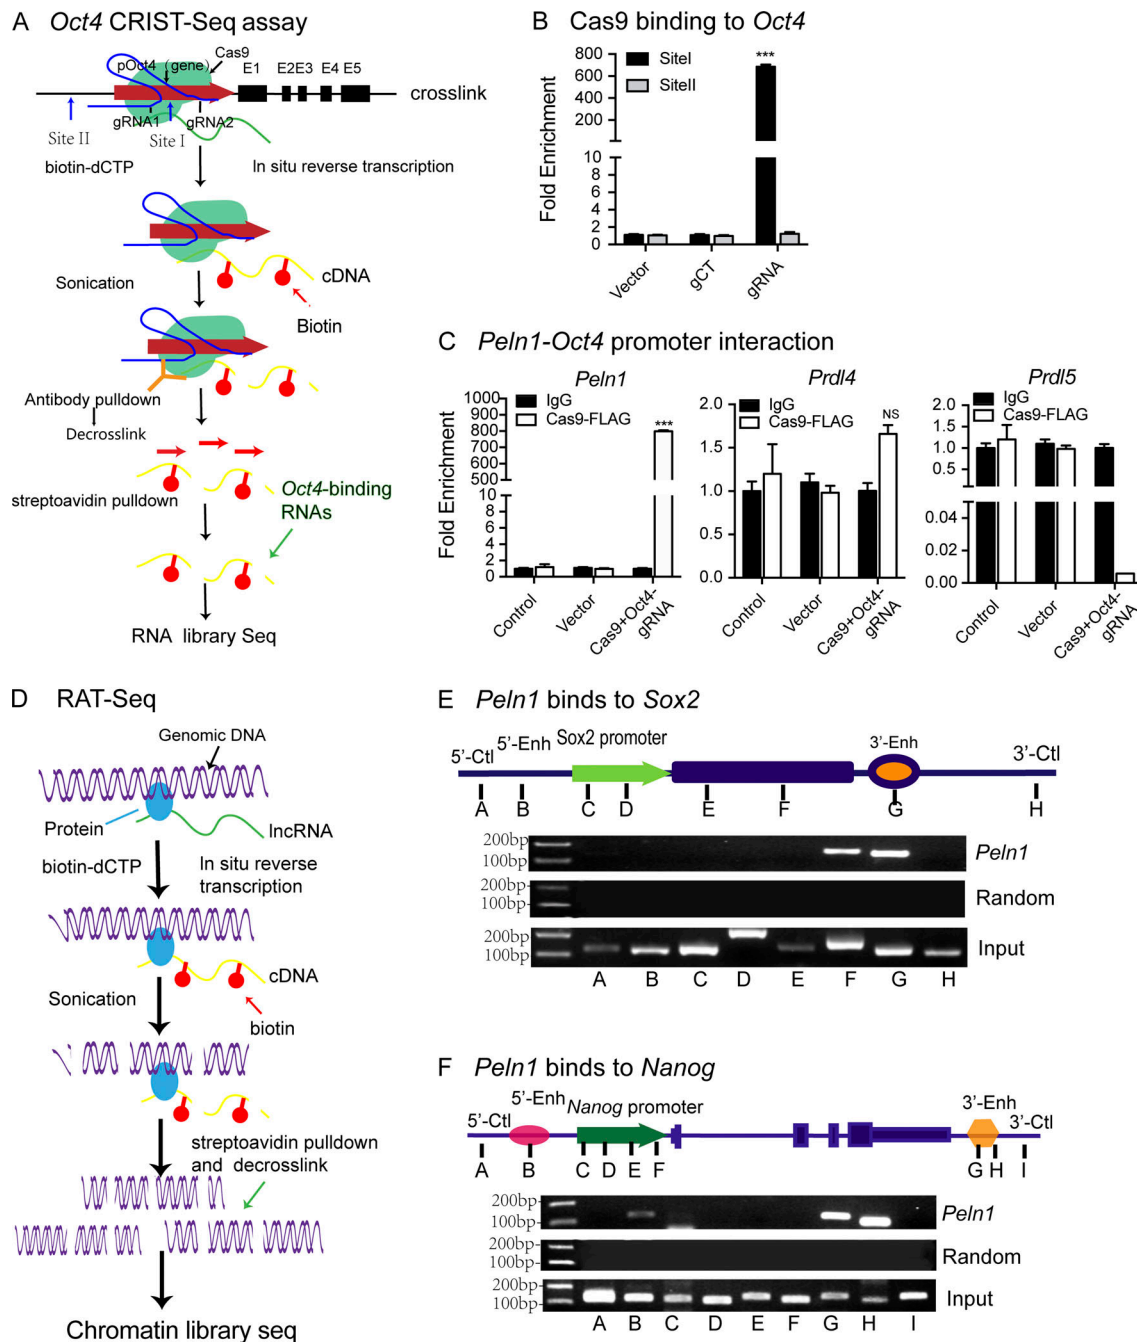 A Oct4 CRIST-Seq assay
Cas9
pOct4 (gene)
E1 E2 E3 E4 E5
crosslink
gRNA1 gRNA2
Site II Site I
biotin-dCTP In situ reverse transcription
cDNA
Sonication
Biotin
Antibody pulldown
Decrosslink
streptoavidin pulldown
Oct4-binding
RNAs
RNA library Seq
B Cas9 binding to Oct4
Fold Enrichment
800
600
400
200
10
8
6
4
2
0
SiteI
SiteII
***
Vector gCT gRNA
C Peln1-Oct4 promoter interaction
Peln1
Fold Enrichment
1000
900
800
700
600
500
10
8
6
4
2
0
IgG
Cas9-FLAG
***
Control Vector Cas9+Oct4-
gRNA
Prdl4
2.0
1.5
1.0
0.5
0.0
IgG
Cas9-FLAG
NS
Control Vector Cas9+Oct4-
gRNA
Prdl5
2.0
1.5
1.0
0.5
0.04
0.02
0.00
IgG
Cas9-FLAG
Control Vector Cas9+Oct4-
gRNA
D RAT-Seq
Genomic DNA
Protein
lncRNA
biotin-dCTP In situ reverse
transcription
cDNA
Sonication
biotin
streptoavidin pulldown
and decrosslink
Chromatin library seq
E Peln1 binds to Sox2
5'-Ctl 5'-Enh Sox2 promoter 3'-Enh 3'-Ctl
A B C D E F G H
200bp
100bp
Peln1
200bp-
100bp-
Random
200bp
100bp
Input
A B C D E F G H
F Peln1 binds to Nanog
5'-Ctl 5'-Enh Nanog promoter 3'-Enh 3'-Ctl
A B C D E F G H I
200bp-
100bp-
Peln1
200bp-
100bp-
Random
200bp-
100bp-
Input
A B C D E F G H I